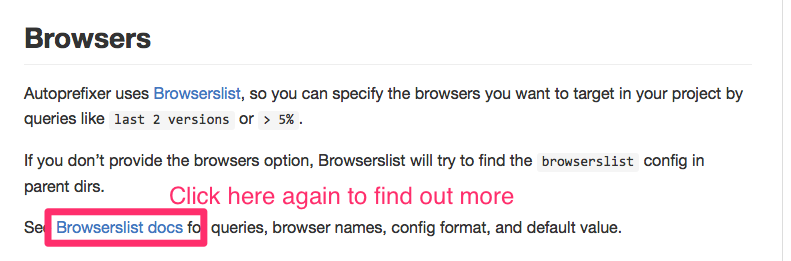 Browsers
Autoprefixer uses Browserslist, so you can specify the browsers you want to target in your project by
queries like last 2 versions or > 5% .
If you don’t provide the browsers option, Browserslist will try to find the browserslist config in
parent dirs.
Click here again to find out more
See Browserslist docs for queries, browser names, config format, and default value.